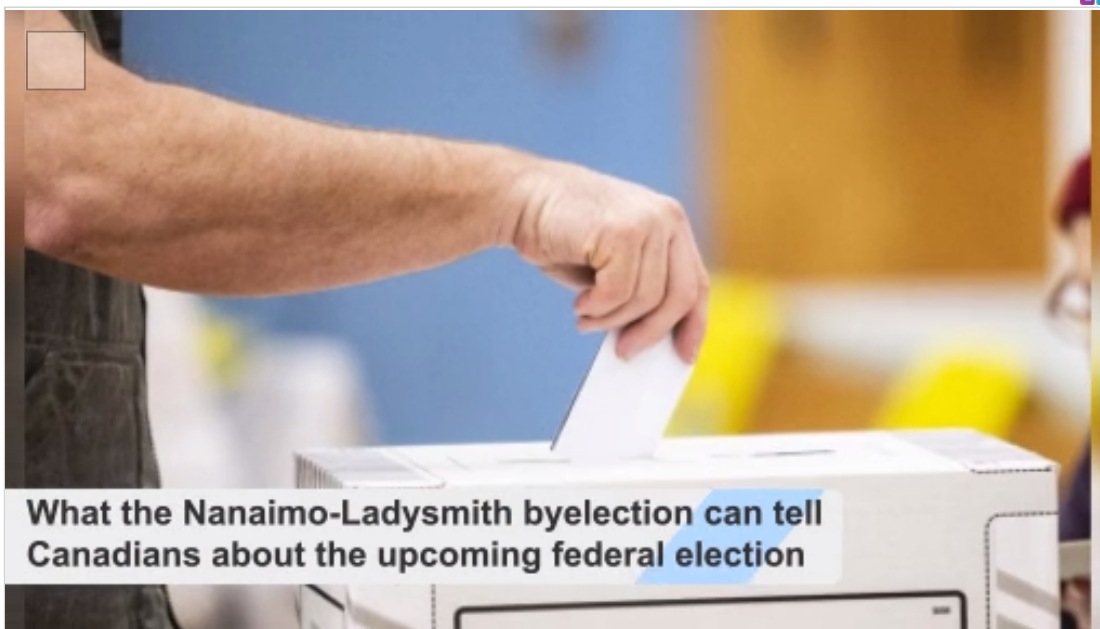 What the Nanaimo-Ladysmith byelection can tell
Canadians about the upcoming federal election